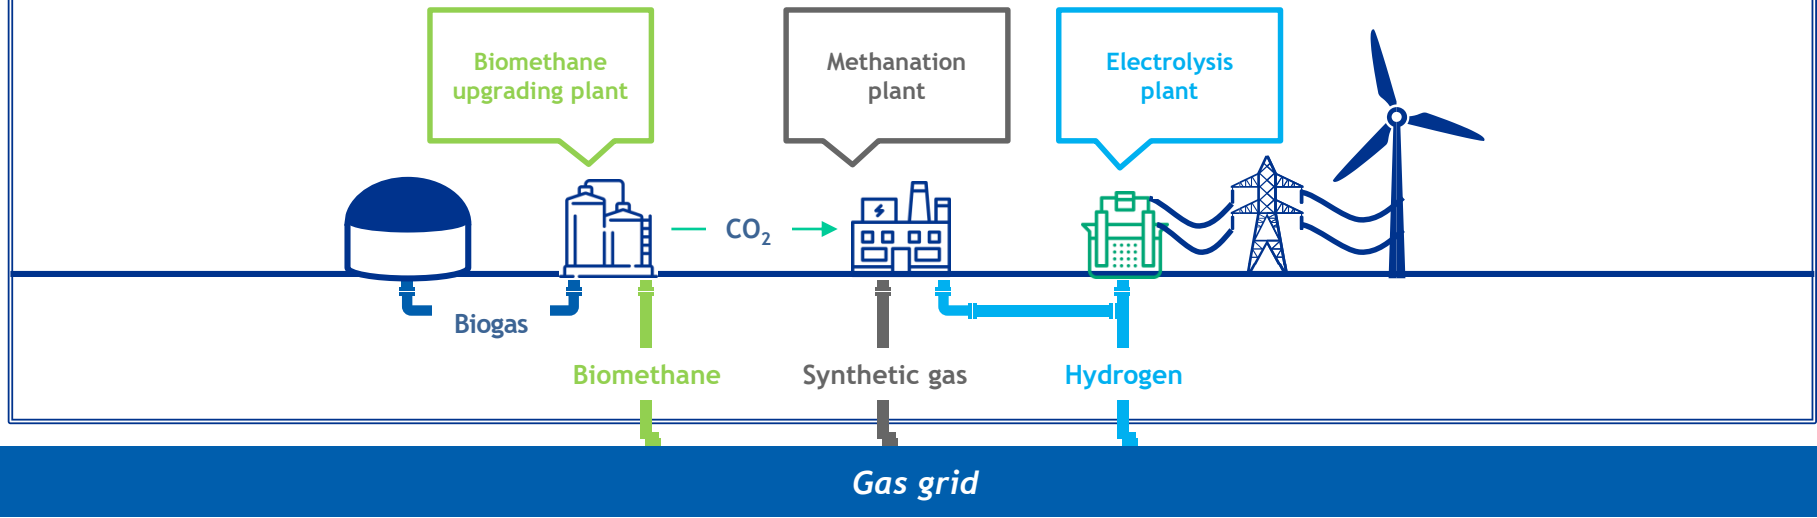 Biomethane
upgrading plant
Methanation
plant
Electrolysis
plant
CO₂
Biogas
Biomethane
Synthetic gas
Hydrogen
Gas grid